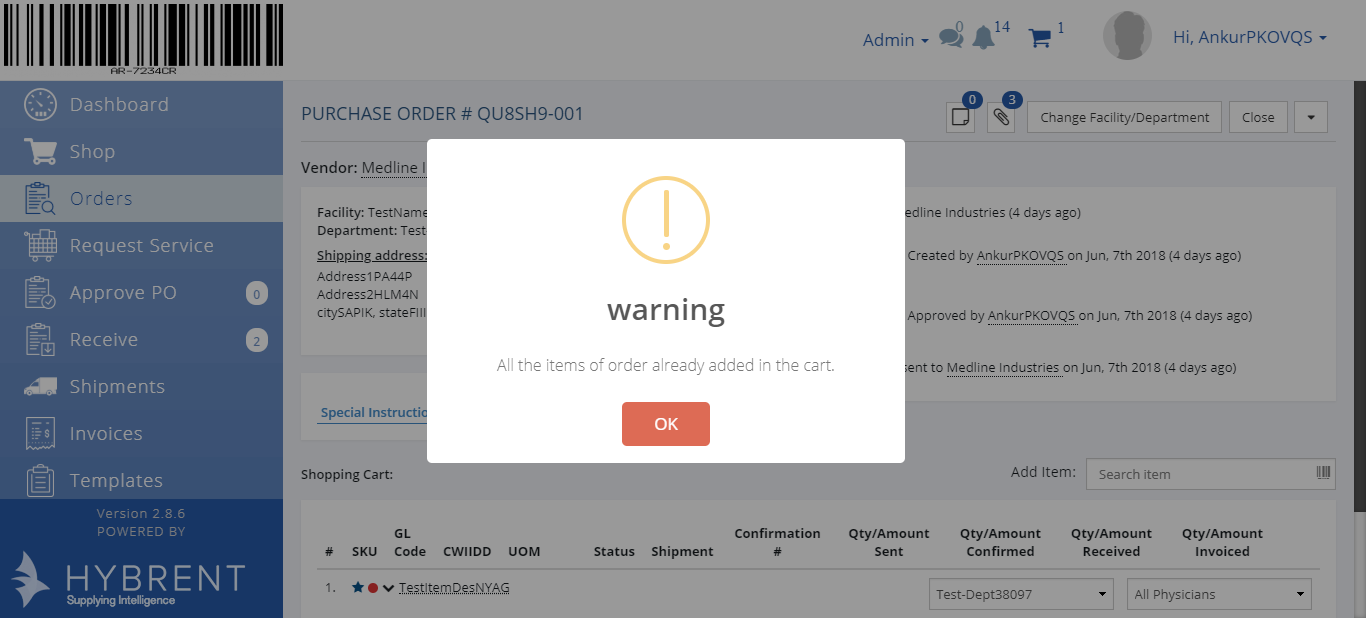 AR-7234CR
Admin
0
14
1
Hi, AnkurPKOVQS
Dashboard
Shop
Orders
Request Service
Approve PO
0
Receive
2
Shipments
Invoices
Templates
Version 2.8.6
POWERED BY
HYBRENT
Supplying Intelligence
PURCHASE ORDER # QU8SH9-001
0
3
Change Facility/Department
Close
Vendor: Medline I
Facility: TestName
Department: Test-
Shipping address:
Address1PA44P
Address2HLM4N
citySAPIK, stateFIII
edline Industries (4 days ago)
Created by AnkurPKOVQS on Jun, 7th 2018 (4 days ago)
Approved by AnkurPKOVQS on Jun, 7th 2018 (4 days ago)
sent to Medline Industries on Jun, 7th 2018 (4 days ago)
warning
All the items of order already added in the cart.
OK
Special Instructio
Shopping Cart:
Add Item: Search item
# SKU GL Code CWIIDD UOM Status Shipment Confirmation # Qty/Amount Sent Qty/Amount Confirmed Qty/Amount Received Qty/Amount Invoiced
1. TestItemDesNYAG Test-Dept38097 All Physicians